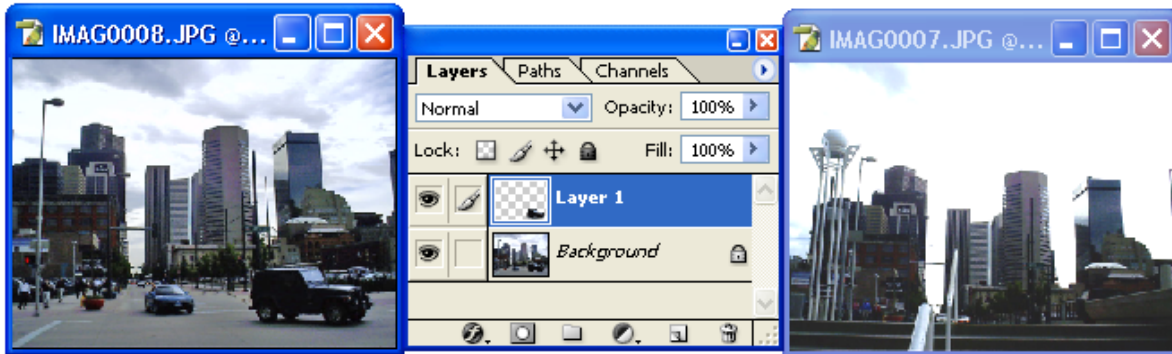 IMAG0008.JPG @...
Layers Paths Channels
Normal Opacity: 100%
Lock: Fill: 100%
Layer 1
Background
IMAG0007.JPG @...